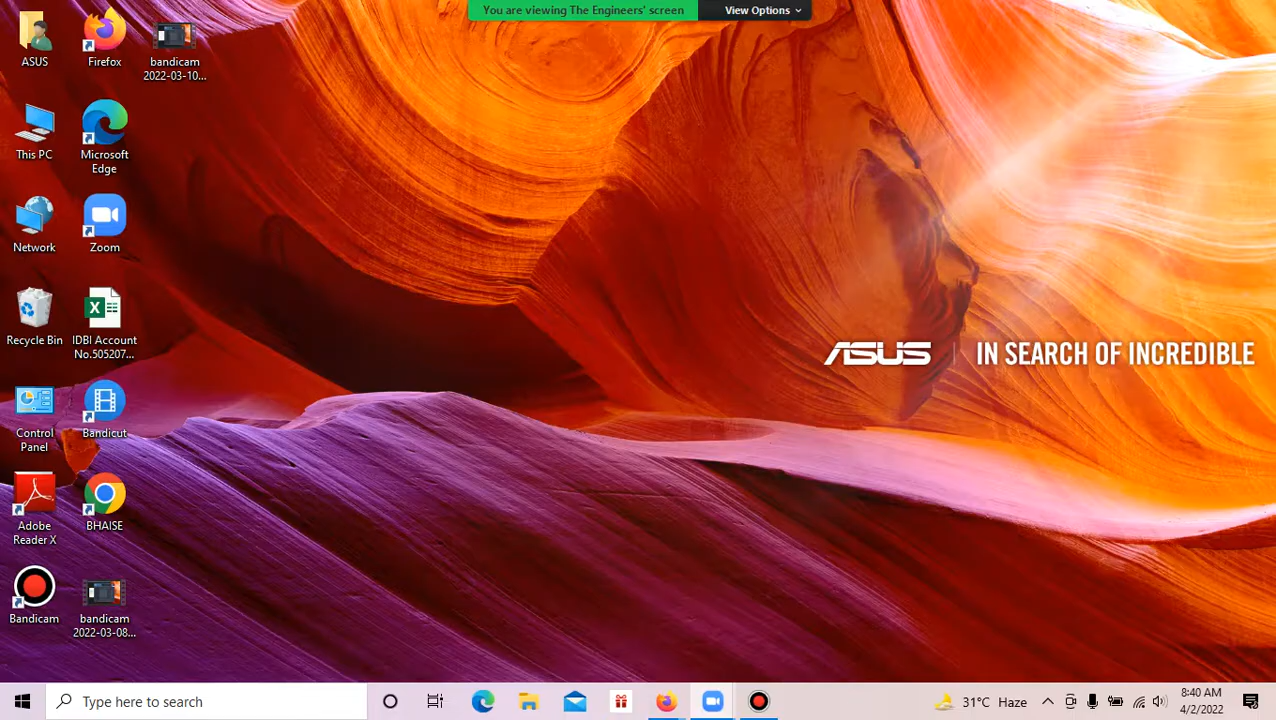 You are viewing The Engineers' screen
View Options
ASUS
Firefox
bandicam
2022-03-10...
This PC
Microsoft
Edge
Network
Zoom
Recycle Bin
IDBI Account
No.505207...
Control
Panel
Bandicut
Adobe
Reader X
BHAISE
Bandicam
bandicam
2022-03-08...
ASUS
IN SEARCH OF INCREDIBLE
Type here to search
31°C Haze
8:40 AM
4/2/2022